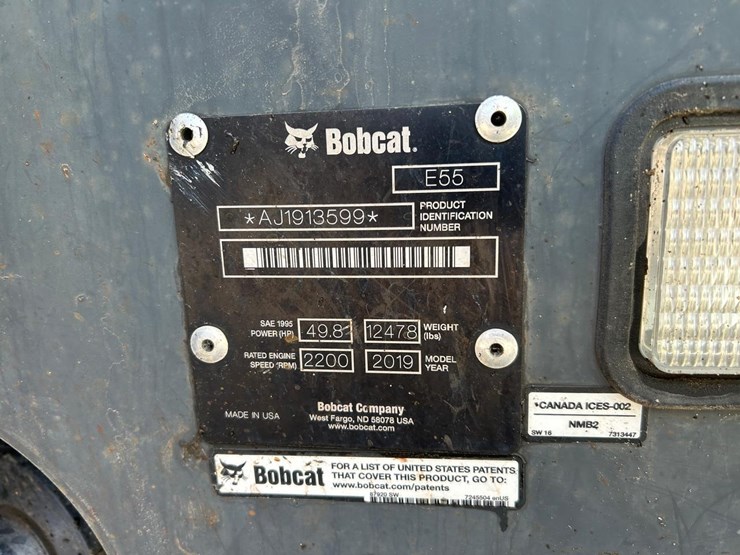 Bobcat.
E55
*AJ1913599*
PRODUCT
IDENTIFICATION
NUMBER
SAE 1995
POWER (HP)
49.8
12478
WEIGHT
(lbs)
RATED ENGINE
SPEED (RPM)
2200
2019
MODEL
YEAR
MADE IN USA
Bobcat Company
West Fargo, ND 58078 USA
www.bobcat.com
*CANADA ICES-002
NMB2
SW 16 7313447
Bobcat
FOR A LIST OF UNITED STATES PATENTS
THAT COVER THIS PRODUCT, GO TO:
www.bobcat.com/patents
SW 7245504 enUS